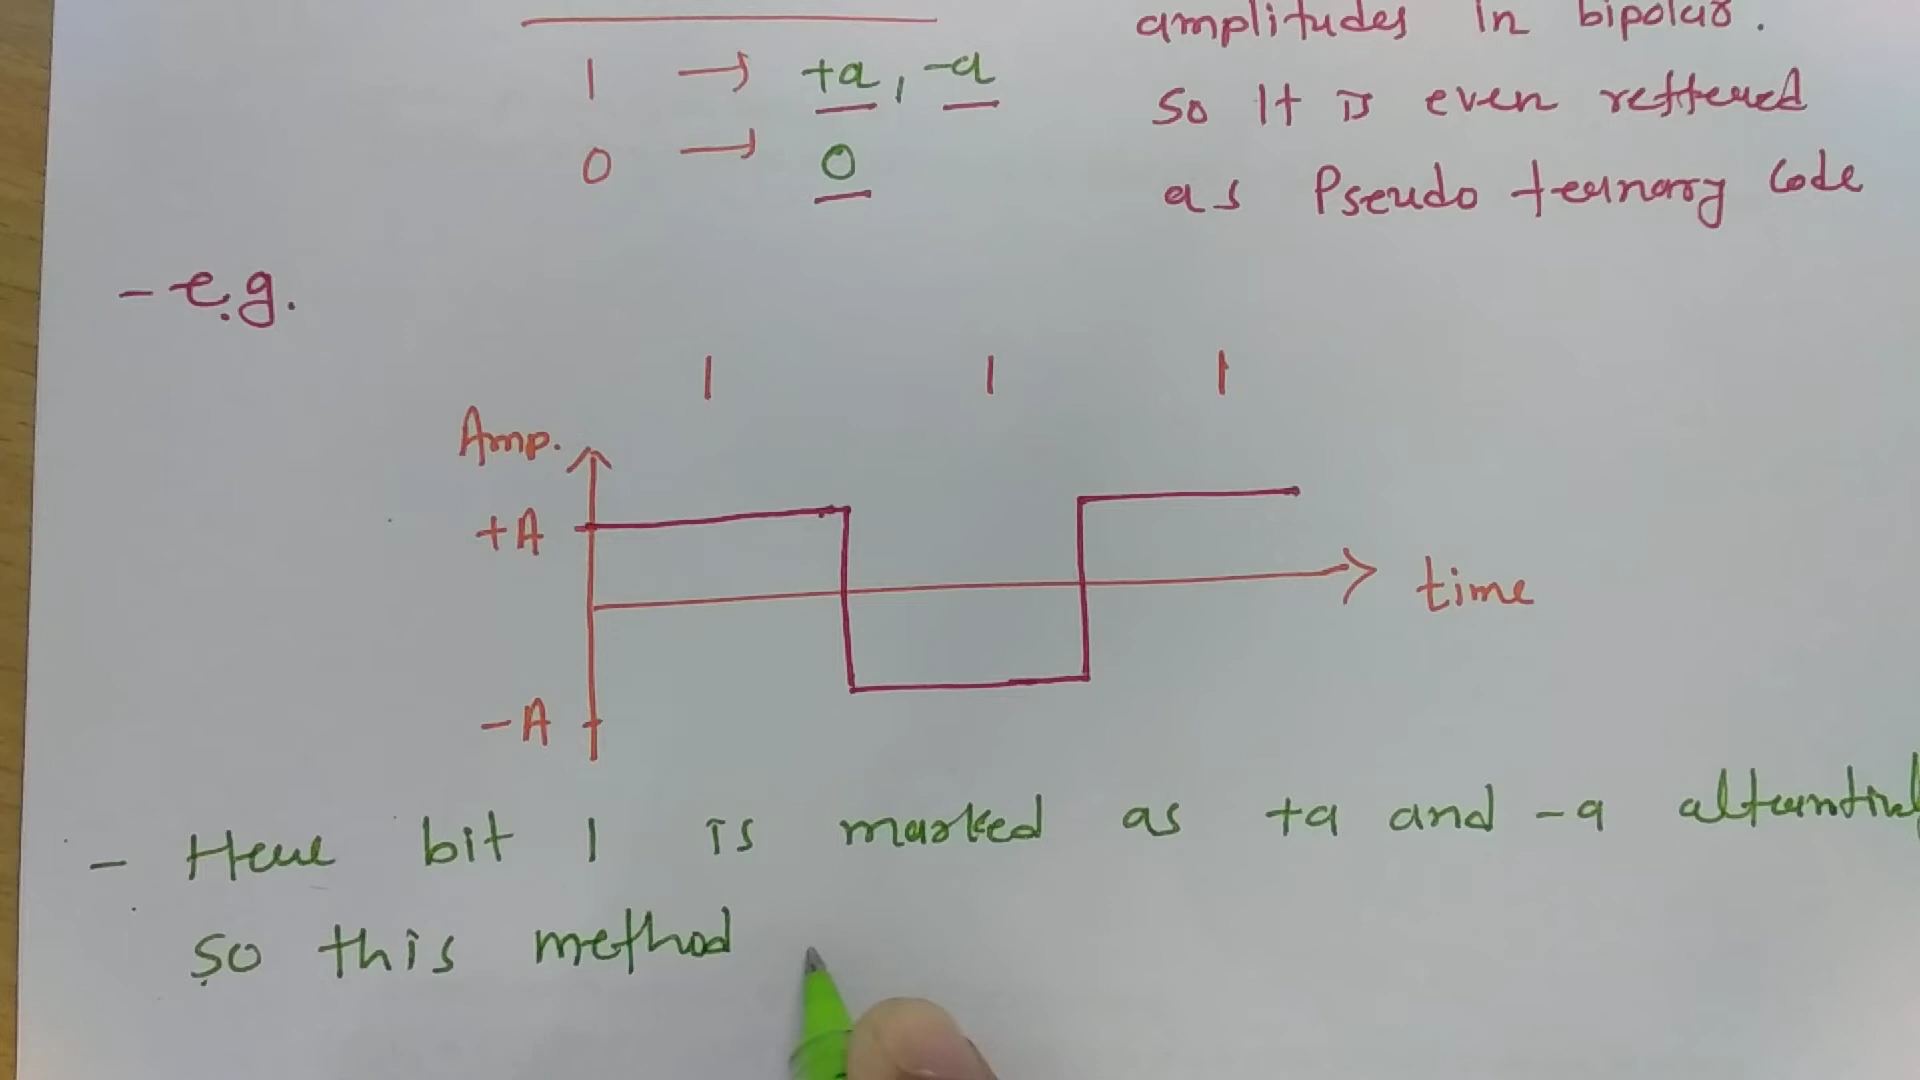 amplitudes in bipolar.
1 → +a, -a
so It is even reffered
0 → 0
as Pseudo ternary Code
- e.g.
1 1 1
Amp.
+A
time
-A
- Here bit 1 is marked as +a and -a
so this method